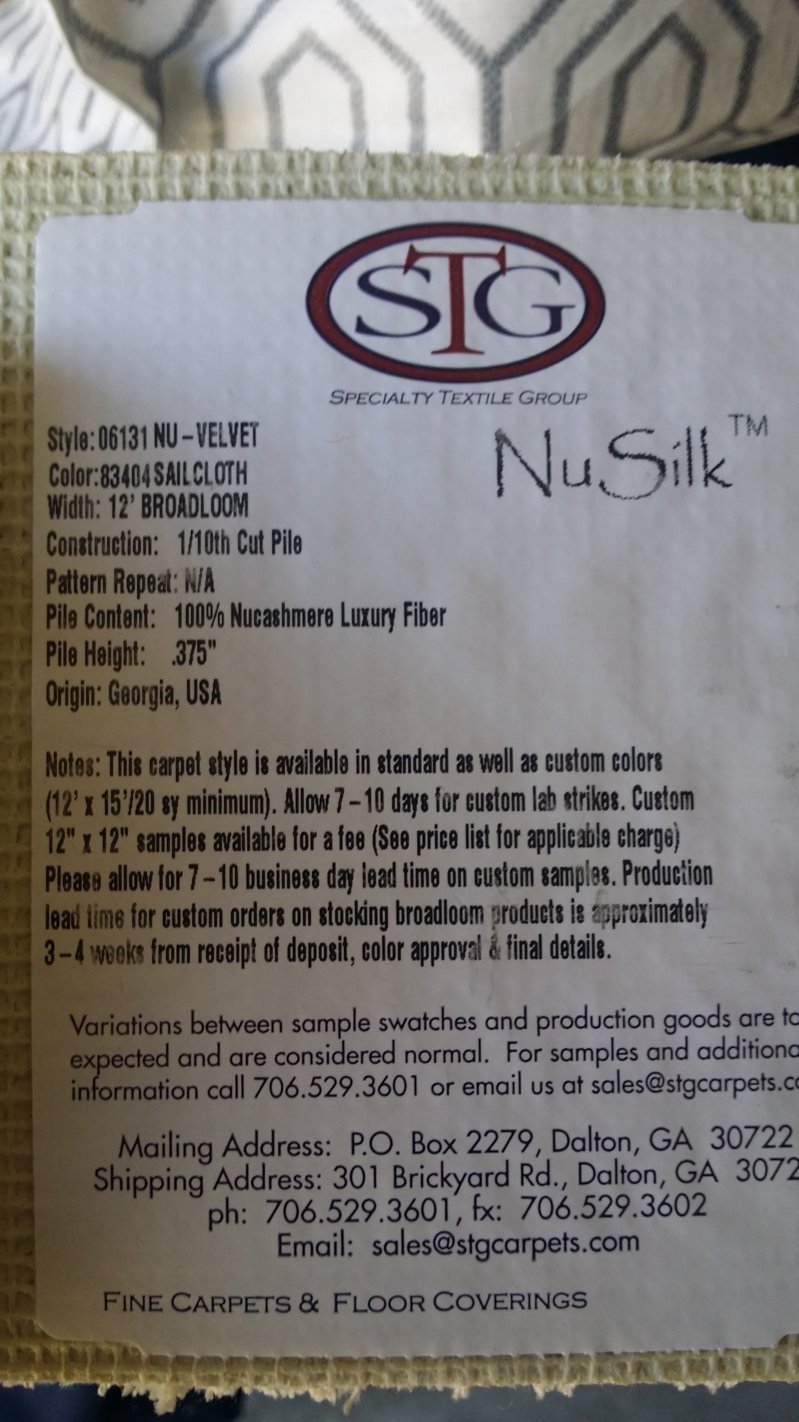 STG
SPECIALTY TEXTILE GROUP
NuSilk™
Style:06131 NU-VELVET
Color:83404 SAILCLOTH
Width: 12' BROADLOOM
Construction: 1/10th Cut Pile
Pattern Repeat: N/A
Pile Content: 100% Nucashmere Luxury Fiber
Pile Height: .375"
Origin: Georgia, USA
Notes: This carpet style is available in standard as well as custom colors
(12' x 15'/20 sy minimum). Allow 7-10 days for custom lab strikes. Custom
12" x 12" samples available for a fee (See price list for applicable charge)
Please allow for 7-10 business day lead time on custom samples. Production
lead time for custom orders on stocking broadloom products is approximately
3-4 weeks from receipt of deposit, color approval & final details.
Variations between sample swatches and production goods are to
expected and are considered normal. For samples and additiona
information call 706.529.3601 or email us at sales@stgcarpets.co
Mailing Address: P.O. Box 2279, Dalton, GA 30722
Shipping Address: 301 Brickyard Rd., Dalton, GA 3072
ph: 706.529.3601, fx: 706.529.3602
Email: sales@stgcarpets.com
FINE CARPETS & FLOOR COVERINGS